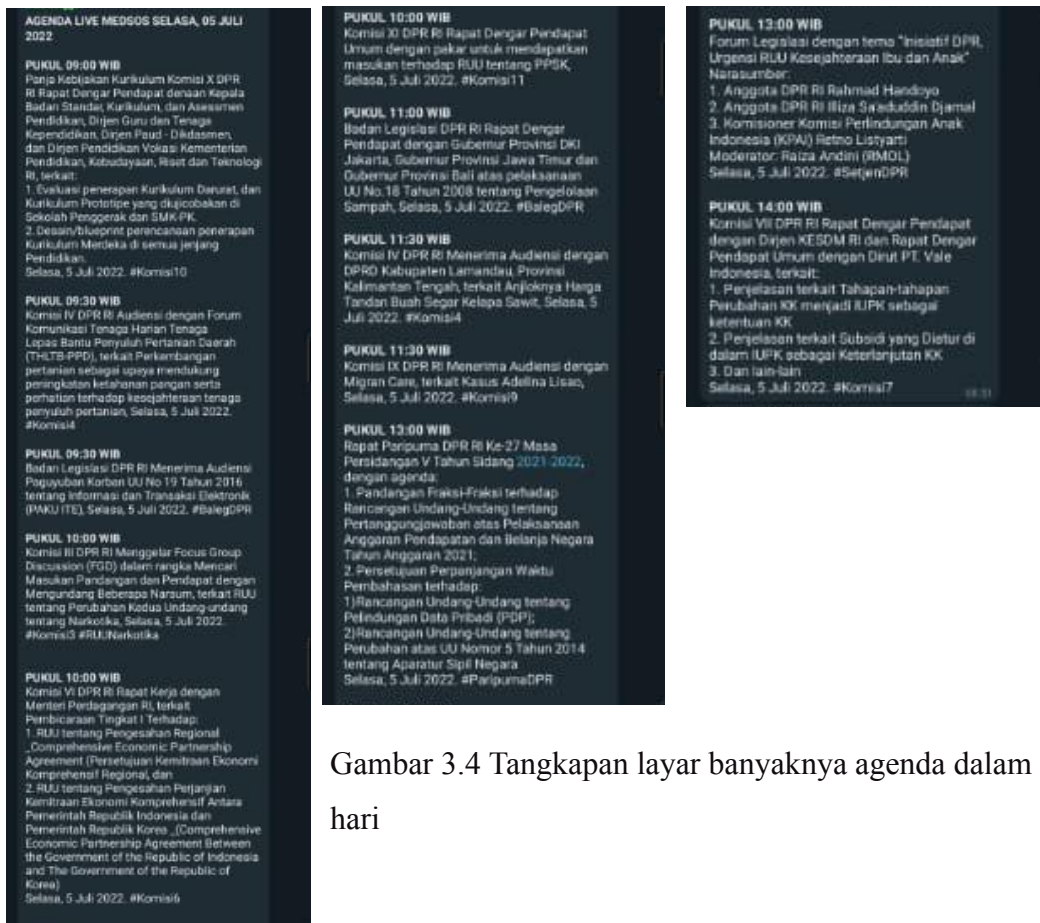 AGENDA LIVE MEDSOS SELASA, 05 JULI
2022
PUKUL 09:00 WIB
Panja Kebijakan Kurikulum Komisi X DPR
RI Rapat Dengar Pendapat denaan Kepala
Badan Standar, Kurikulum, dan Asessmen
Pendidikan, Dirjen Guru dan Tenaga
Kependidikan, Dirjen Paud - Dikdasmen,
dan Dirjen Pendidikan Vokasi Kementerian
Pendidikan, Kebudayaan, Riset dan Teknologi
RI, terkait:
1. Evaluasi penerapan Kurikulum Darurat, dan
Kurikulum Prototipe yang diujicobakan di
Sekolah Penggerak dan SMK-PK.
2. Desain/blueprint perencanaan penerapan
Kurikulum Merdeka di semua jenjang
Pendidikan.
Selasa, 5 Juli 2022. #Komisi10
PUKUL 09:30 WIB
Komisi IV DPR RI Audiensi dengan Forum
Komunikasi Tenaga Harian Tenaga
Lepas Bantu Penyuluh Pertanian Daerah
(THLTB-PPD), terkait Perkembangan
pertanian sebagai upaya mendukung
peningkatan ketahanan pangan serta
perhatian terhadap kesejahteraan tenaga
penyuluh pertanian, Selasa, 5 Juli 2022.
#Komisi4
PUKUL 09:30 WIB
Badan Legislasi DPR RI Menerima Audiensi
Paguyuban Korban UU No 19 Tahun 2016
tentang Informasi dan Transaksi Elektronik
(PAKU ITE), Selasa, 5 Juli 2022. #BalegDPR
PUKUL 10:00 WIB
Komisi III DPR RI Menggelar Focus Group
Discussion (FGD) dalam rangka Mencari
Masukan Pandangan dan Pendapat dengan
Mengundang Beberapa Narsum, terkait RUU
tentang Perubahan Kedua Undang-undang
tentang Narkotika, Selasa, 5 Juli 2022.
#Komisi3 #RUUNarkotika
PUKUL 10:00 WIB
Komisi VI DPR RI Rapat Kerja dengan
Menteri Perdagangan RI, terkait
Pembicaraan Tingkat I Terhadap:
1. RUU tentang Pengesahan Regional
_Comprehensive Economic Partnership
Agreement (Persetujuan Kemitraan Ekonomi
Komprehensif Regional, dan
2. RUU tentang Pengesahan Perjanjian
Kemitraan Ekonomi Komprehensif Antara
Pemerintah Republik Indonesia dan
Pemerintah Republik Korea _(Comprehensive
Economic Partnership Agreement Between
the Government of the Republic of Indonesia
and The Government of the Republic of
Korea)
Selasa, 5 Juli 2022. #Komisi6
PUKUL 10:00 WIB
Komisi XI DPR RI Rapat Dengar Pendapat
Umum dengan pakar untuk mendapatkan
masukan terhadap RUU tentang PPSK,
Selasa, 5 Juli 2022. #Komisi11
PUKUL 11:00 WIB
Badan Legislasi DPR RI Rapat Dengar
Pendapat dengan Gubernur Provinsi DKI
Jakarta, Gubernur Provinsi Jawa Timur dan
Gubernur Provinsi Bali atas pelaksanaan
UU No.18 Tahun 2008 tentang Pengelolaan
Sampah, Selasa, 5 Juli 2022. #BalegDPR
PUKUL 11:30 WIB
Komisi IV DPR RI Menerima Audiensi dengan
DPRD Kabupaten Lamandau, Provinsi
Kalimantan Tengah, terkait Anjloknya Harga
Tandan Buah Segar Kelapa Sawit, Selasa, 5
Juli 2022. #Komisi4
PUKUL 11:30 WIB
Komisi IX DPR RI Menerima Audiensi dengan
Migran Care, terkait Kasus Adelina Lisao,
Selasa, 5 Juli 2022. #Komisi9
PUKUL 13:00 WIB
Rapat Paripurna DPR RI Ke-27 Masa
Persidangan V Tahun Sidang 2021-2022,
dengan agenda:
1. Pandangan Fraksi-Fraksi terhadap
Rancangan Undang-Undang tentang
Pertanggungjawaban atas Pelaksanaan
Anggaran Pendapatan dan Belanja Negara
Tahun Anggaran 2021;
2. Persetujuan Perpanjangan Waktu
Pembahasan terhadap:
1)Rancangan Undang-Undang tentang
Pelindungan Data Pribadi (PDP);
2)Rancangan Undang-Undang tentang
Perubahan atas UU Nomor 5 Tahun 2014
tentang Aparatur Sipil Negara
Selasa, 5 Juli 2022. #ParipurnaDPR
PUKUL 13:00 WIB
Forum Legislasi dengan tema "Inisiatif DPR,
Urgensi RUU Kesejahteraan Ibu dan Anak"
Narasumber:
1. Anggota DPR RI Rahmad Handoyo
2. Anggota DPR RI Illiza Sa'aduddin Djamal
3. Komisioner Komisi Perlindungan Anak
Indonesia (KPAI) Retno Listyarti
Moderator: Raiza Andini (RMOL)
Selasa, 5 Juli 2022. #SetjenDPR
PUKUL 14:00 WIB
Komisi VII DPR RI Rapat Dengar Pendapat
dengan Dirjen KESDM RI dan Rapat Dengar
Pendapat Umum dengan Dirut PT. Vale
Indonesia, terkait:
1. Penjelasan terkait Tahapan-tahapan
Perubahan KK menjadi IUPK sebagai
ketentuan KK
2. Penjelasan terkait Subsidi yang Diatur di
dalam IUPK sebagai Keterlanjutan KK
3. Dan lain-lain
Selasa, 5 Juli 2022. #Komisi7
Gambar 3.4 Tangkapan layar banyaknya agenda dalam
hari